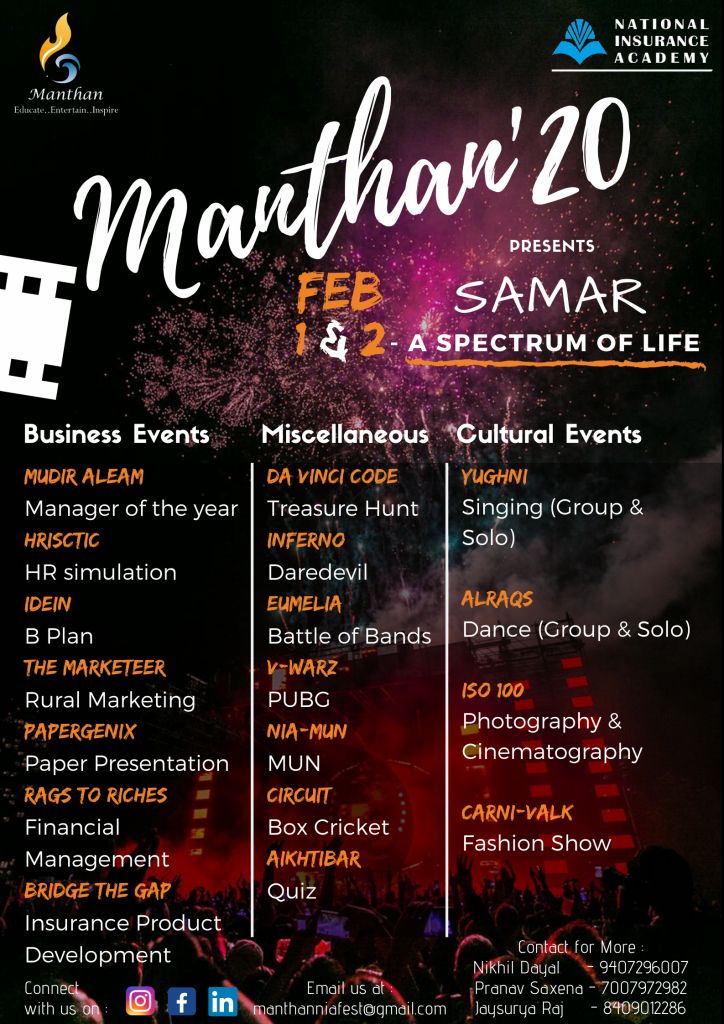 Manthan
Educate..Entertain..Inspire
NATIONAL
INSURANCE
ACADEMY
Manthan'20
PRESENTS
FEB
1 & 2 -
SAMAR
A SPECTRUM OF LIFE
Business Events
MUDIR ALEAM
Manager of the year
HRISCTIC
HR simulation
IDEIN
B Plan
THE MARKETEER
Rural Marketing
PAPERGENIX
Paper Presentation
RAGS TO RICHES
Financial
Management
BRIDGE THE GAP
Insurance Product
Development
Miscellaneous
DA VINCI CODE
Treasure Hunt
INFERNO
Daredevil
EUMELIA
Battle of Bands
V-WARZ
PUBG
NIA-MUN
MUN
CIRCUIT
Box Cricket
AIKHTIBAR
Quiz
Cultural Events
YUGHNI
Singing (Group &
Solo)
ALRAQS
Dance (Group & Solo)
ISO 100
Photography &
Cinematography
CARNI-VALK
Fashion Show
Connect
with us on :
Email us at :
manthanniafest@gmail.com
Contact for More :
Nikhil Dayal - 9407296007
Pranav Saxena - 7007972982
Jaysurya Raj - 8409012286